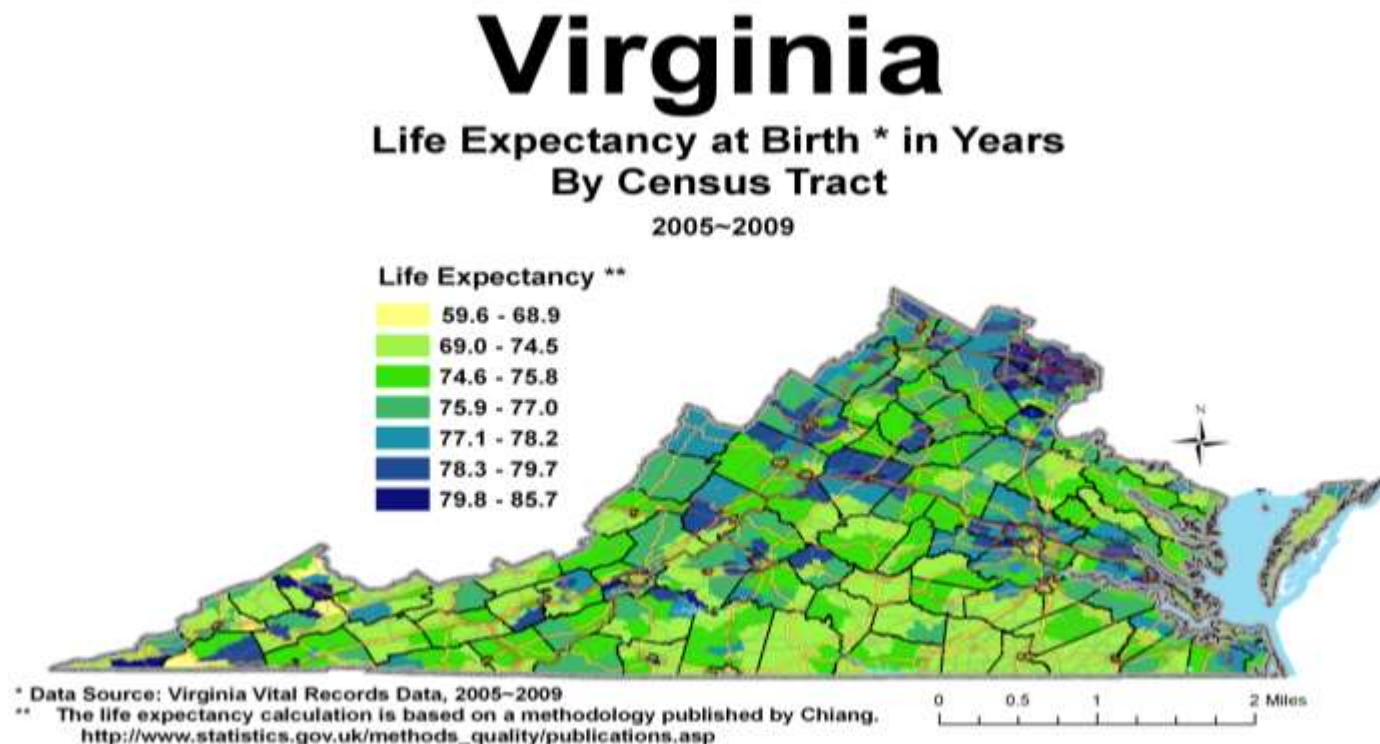 Virginia
Life Expectancy at Birth * in Years
By Census Tract
2005~2009
Life Expectancy **
59.6 - 68.9
69.0 - 74.5
74.6 - 75.8
75.9 - 77.0
77.1 - 78.2
78.3 - 79.7
79.8 - 85.7
N
* Data Source: Virginia Vital Records Data, 2005~2009
** The life expectancy calculation is based on a methodology published by Chiang.
http://www.statistics.gov.uk/methods_quality/publications.asp
0 0.5 1 2 Miles